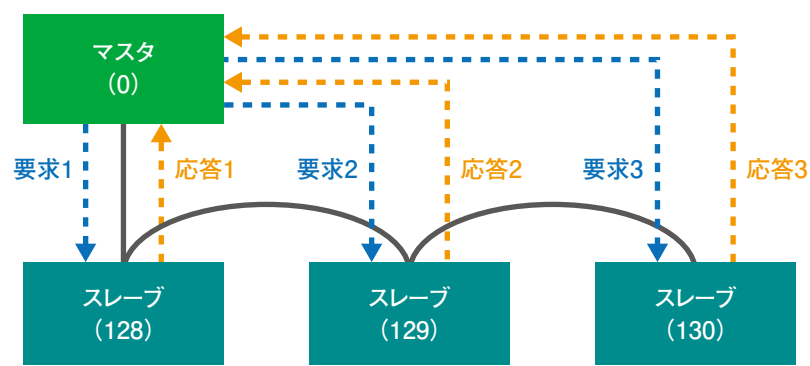 マスタ
（0）
要求1
応答1
要求2
応答2
要求3
応答3
スレーブ
（128）
スレーブ
（129）
スレーブ
（130）